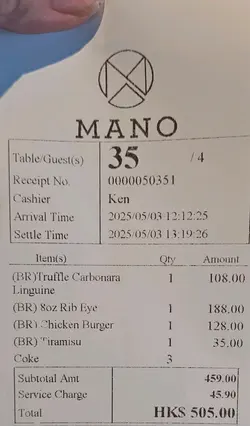 MANO
Table/Guest(s) 35 / 4
Receipt No. 0000050351
Cashier Ken
Arrival Time 2025/05/03 12:12:25
Settle Time 2025/05/03 13:19:26
Item(s) Qty Amount
(BR)Truffle Carbonara 1 108.00
Linguine
(BR) 8oz Rib Eye 1 188.00
(BR) Chicken Burger 1 128.00
(BR) Tiramisu 1 35.00
Coke 3
Subtotal Amt 459.00
Service Charge 45.90
Total HK$ 505.00